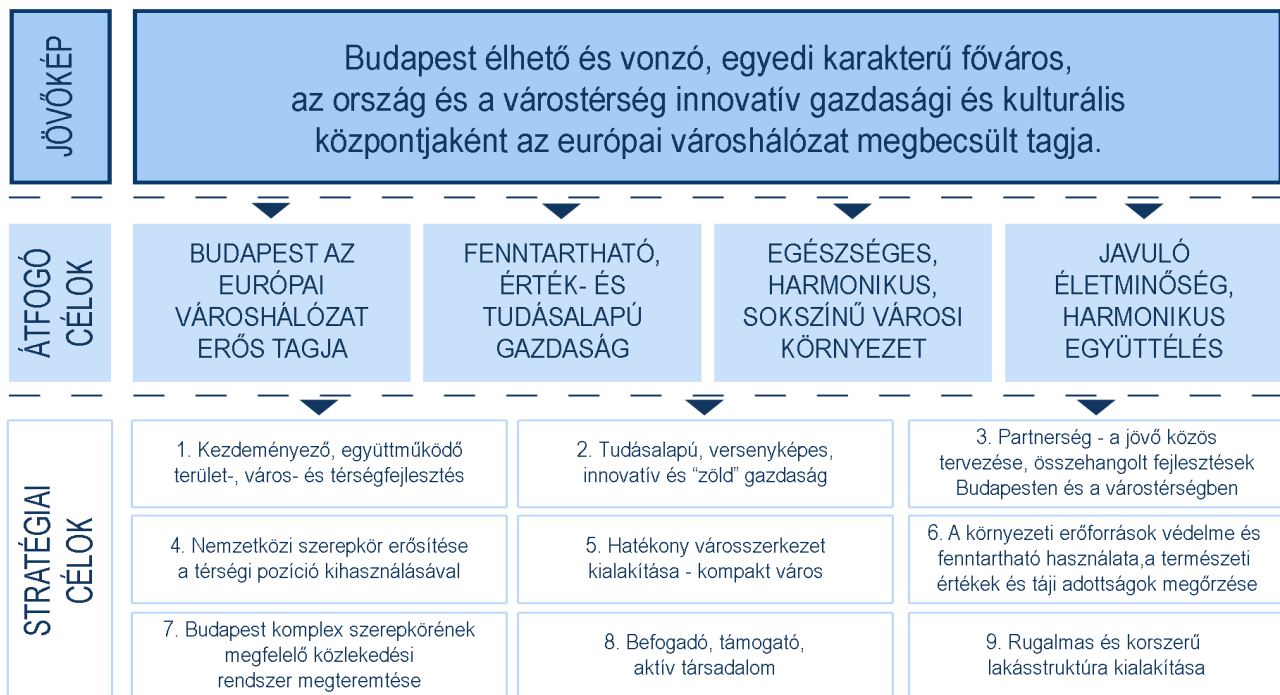 JÖVŐKÉP
Budapest élhető és vonzó, egyedi karakterű főváros,
az ország és a várostérség innovatív gazdasági és kulturális
központjaként az európai városhálózat megbecsült tagja.
ÁTFOGÓ
CÉLOK
BUDAPEST AZ
EURÓPAI
VÁROSHÁLÓZAT
ERŐS TAGJA
FENNTARTHATÓ,
ÉRTÉK- ÉS
TUDÁSALAPÚ
GAZDASÁG
EGÉSZSÉGES,
HARMONIKUS,
SOKSZÍNŰ VÁROSI
KÖRNYEZET
JAVULÓ
ÉLETMINŐSÉG,
HARMONIKUS
EGYÜTTÉLÉS
STRATÉGIAI
CÉLOK
1. Kezdeményező, együttműködő
terület-, város- és térségfejlesztés
2. Tudásalapú, versenyképes,
innovatív és “zöld” gazdaság
3. Partnerség - a jövő közös
tervezése, összehangolt fejlesztések
Budapesten és a várostérségben
4. Nemzetközi szerepkör erősítése
a térségi pozíció kihasználásával
5. Hatékony városszerkezet
kialakítása - kompakt város
6. A környezeti erőforrások védelme és
fenntartható használata,a természeti
értékek és táji adottságok megőrzése
7. Budapest komplex szerepkörének
megfelelő közlekedési
rendszer megteremtése
8. Befogadó, támogató,
aktív társadalom
9. Rugalmas és korszerű
lakásstruktúra kialakítása